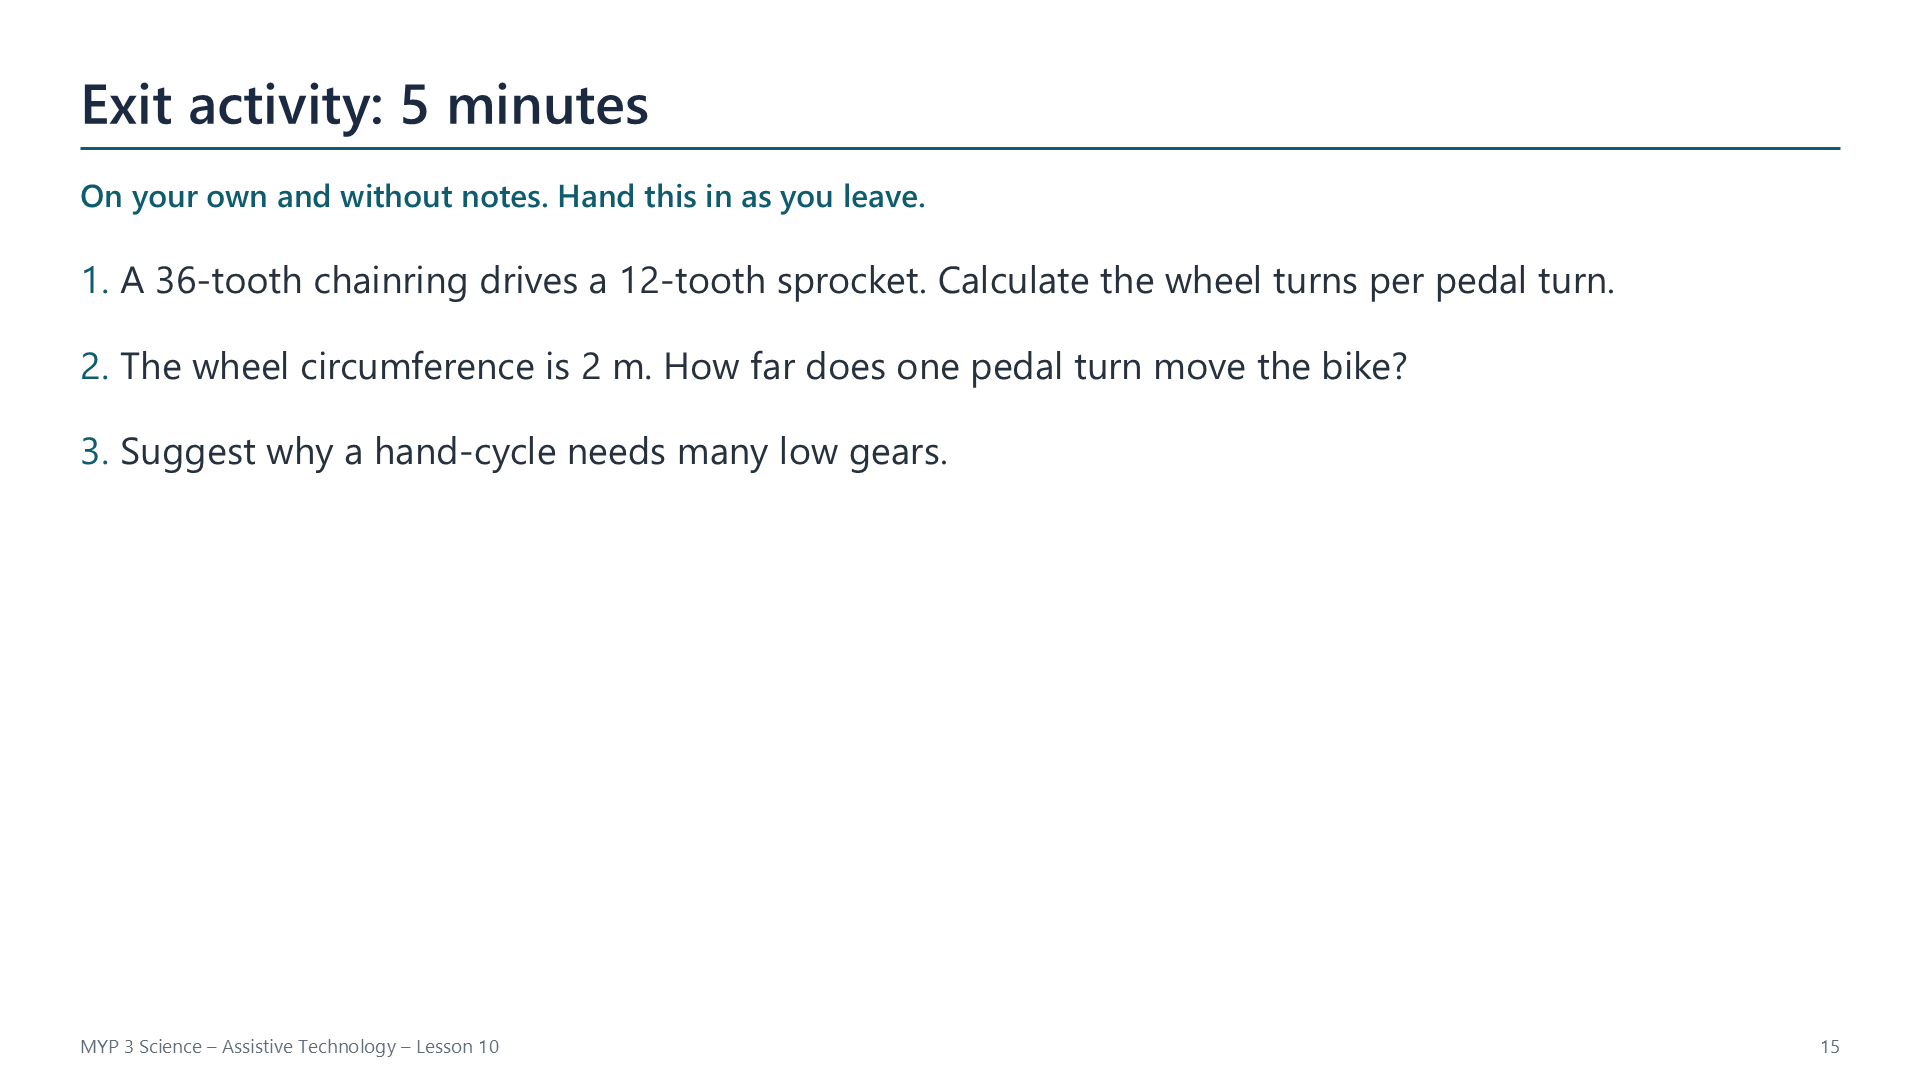 Exit activity: 5 minutes
On your own and without notes. Hand this in as you leave.
1. A 36-tooth chainring drives a 12-tooth sprocket. Calculate the wheel turns per pedal turn.
2. The wheel circumference is 2 m. How far does one pedal turn move the bike?
3. Suggest why a hand-cycle needs many low gears.
MYP 3 Science – Assistive Technology – Lesson 10
15